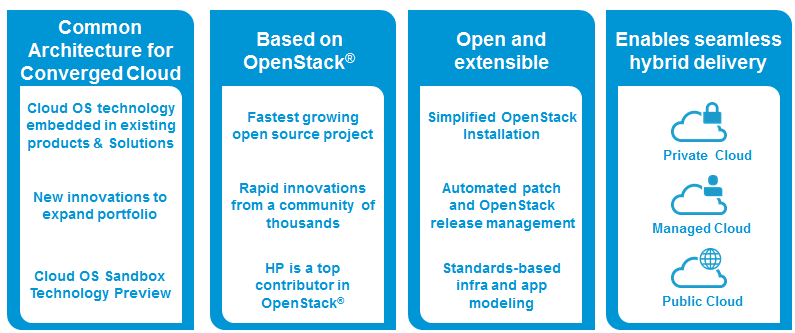 Common
Architecture for
Converged Cloud
Cloud OS technology
embedded in existing
products & Solutions
New innovations to
expand portfolio
Cloud OS Sandbox
Technology Preview
Based on
OpenStack®
Fastest growing
open source project
Rapid innovations
from a community of
thousands
HP is a top
contributor in
OpenStack®
Open and
extensible
Simplified OpenStack
Installation
Automated patch
and OpenStack
release management
Standards-based
infra and app
modeling
Enables seamless
hybrid delivery
Private Cloud
Managed Cloud
Public Cloud